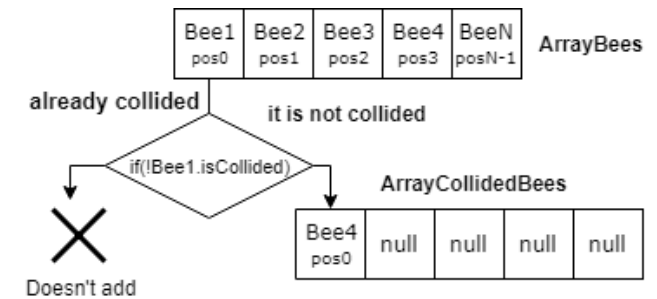 Bee1 Bee2 Bee3 Bee4 BeeN
pos0 pos1 pos2 pos3 posN-1
ArrayBees
already collided
it is not collided
if(!Bee1.isCollided)
ArrayCollidedBees
Bee4 null null null null
pos0
Doesn't add